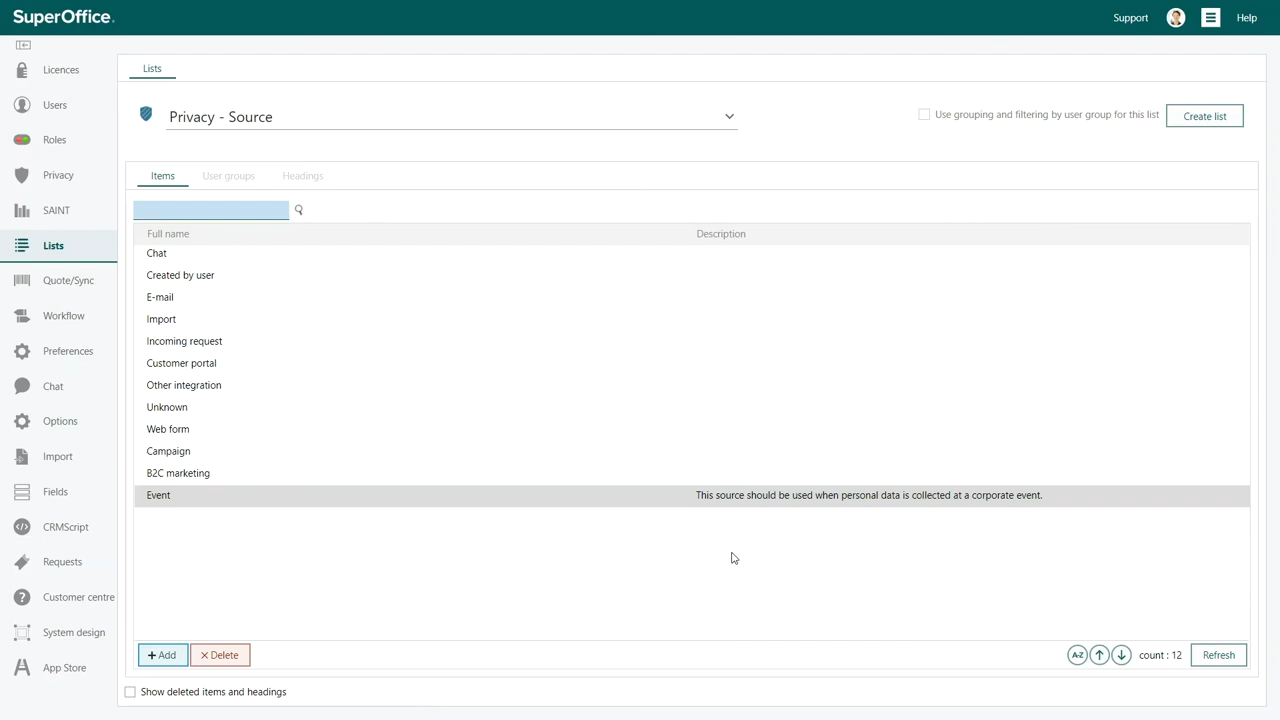 SuperOffice.
Support
Help
Licences
Users
Roles
Privacy
SAINT
Lists
Quote/Sync
Workflow
Preferences
Chat
Options
Import
Fields
CRMScript
Requests
Customer centre
System design
App Store
Lists
Privacy - Source
Use grouping and filtering by user group for this list
Create list
Items
User groups
Headings
Full name
Description
Chat
Created by user
E-mail
Import
Incoming request
Customer portal
Other integration
Unknown
Web form
Campaign
B2C marketing
Event
This source should be used when personal data is collected at a corporate event.
+ Add
× Delete
A-Z
count : 12
Refresh
Show deleted items and headings